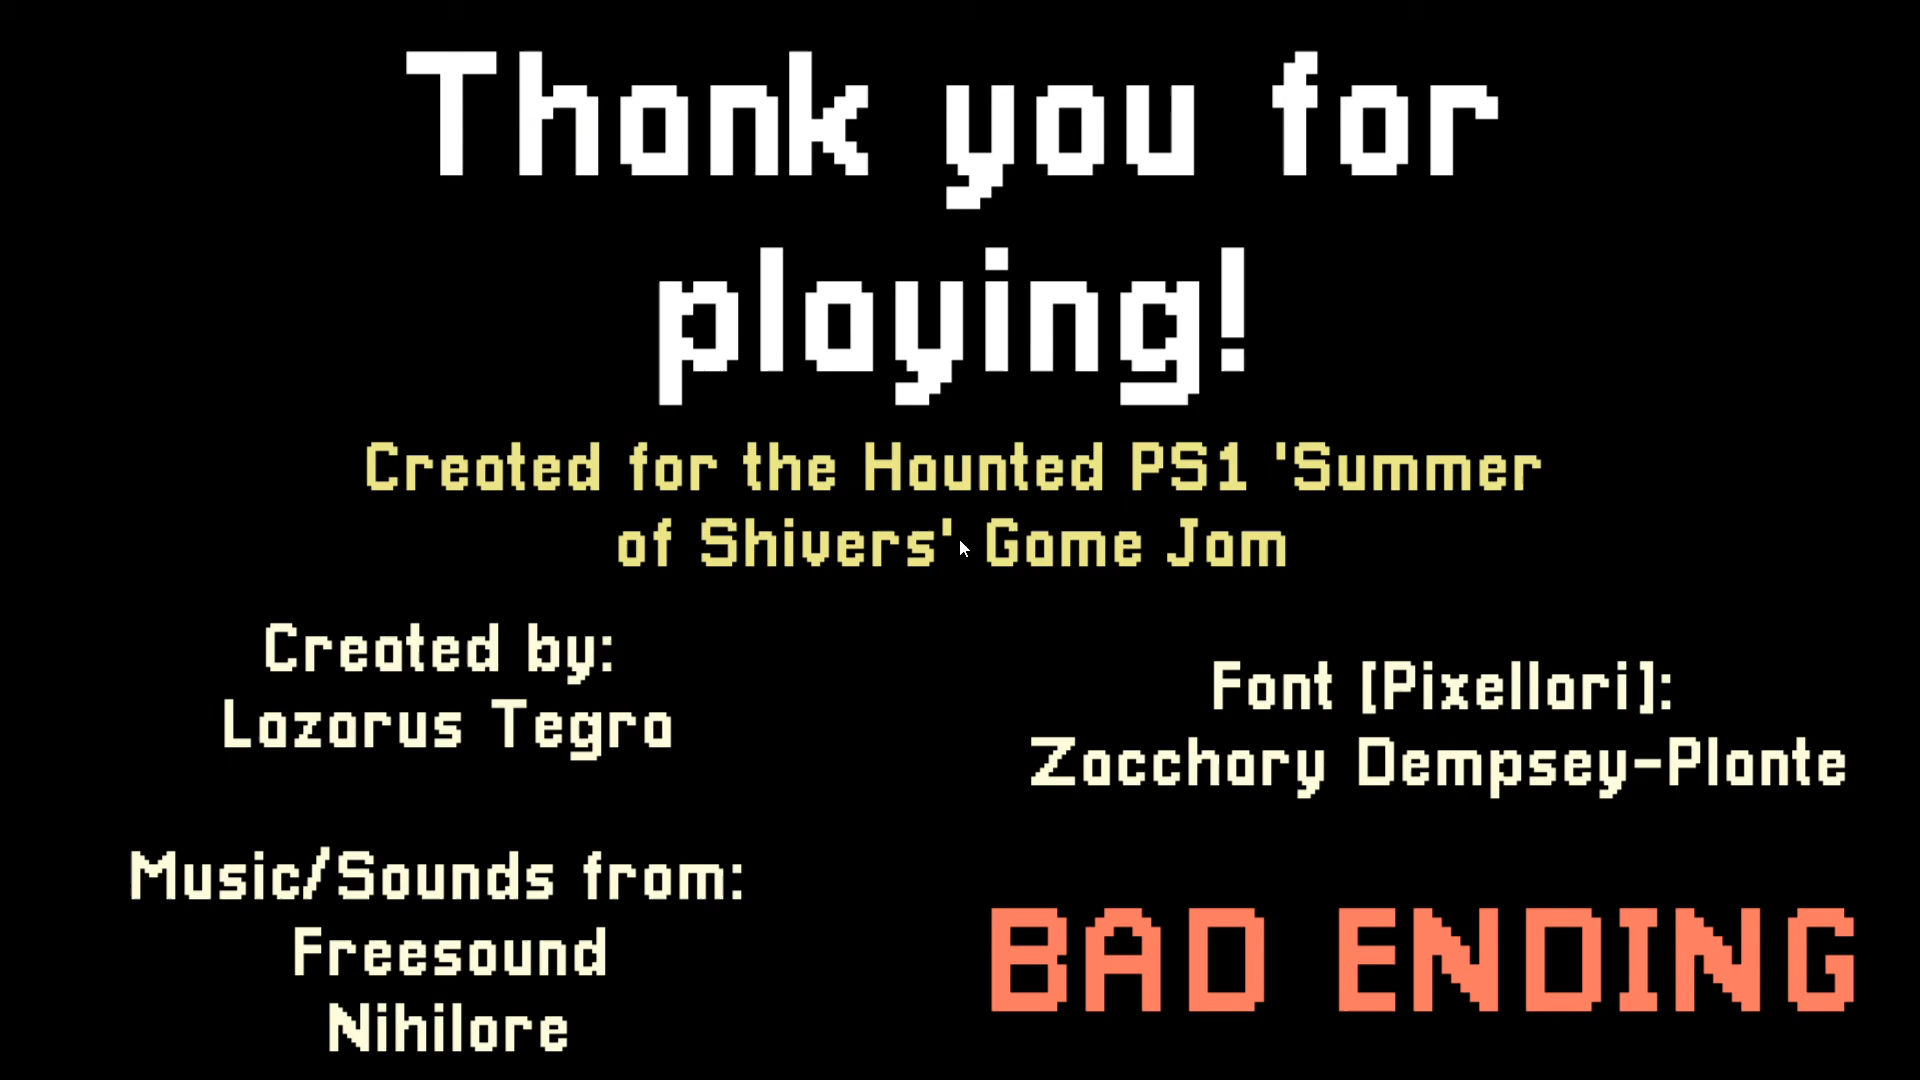 Thank you for
playing!
Created for the Haunted PS1 'Summer
of Shivers' Game Jam
Created by:
Lazarus Tegra
Font [Pixellari]:
Zacchary Dempsey-Plante
Music/Sounds from:
Freesound
Nihilore
BAD ENDING